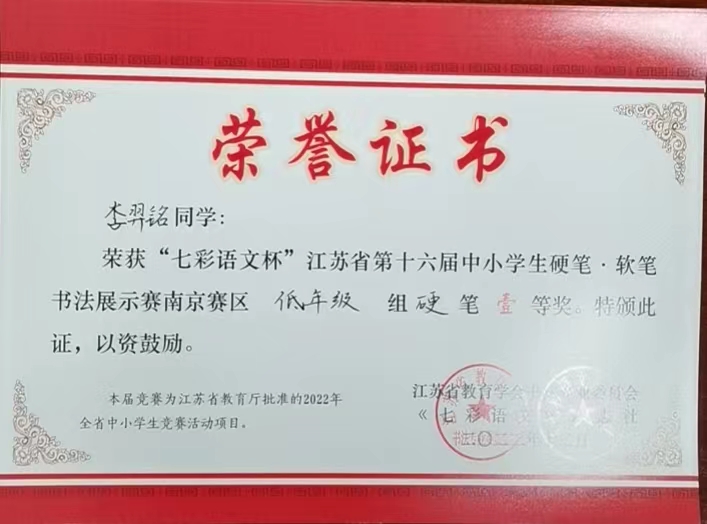 荣誉证书
李羿铭同学：
荣获“七彩语文杯”江苏省第十六届中小学生硬笔·软笔
书法展示赛南京赛区 低年级 组硬笔 壹 等奖。特颁此
证，以资鼓励。
本届竞赛为江苏省教育厅批准的2022年
全省中小学生竞赛活动项目。
江苏省教育学会 委员会
《七彩语文 志社